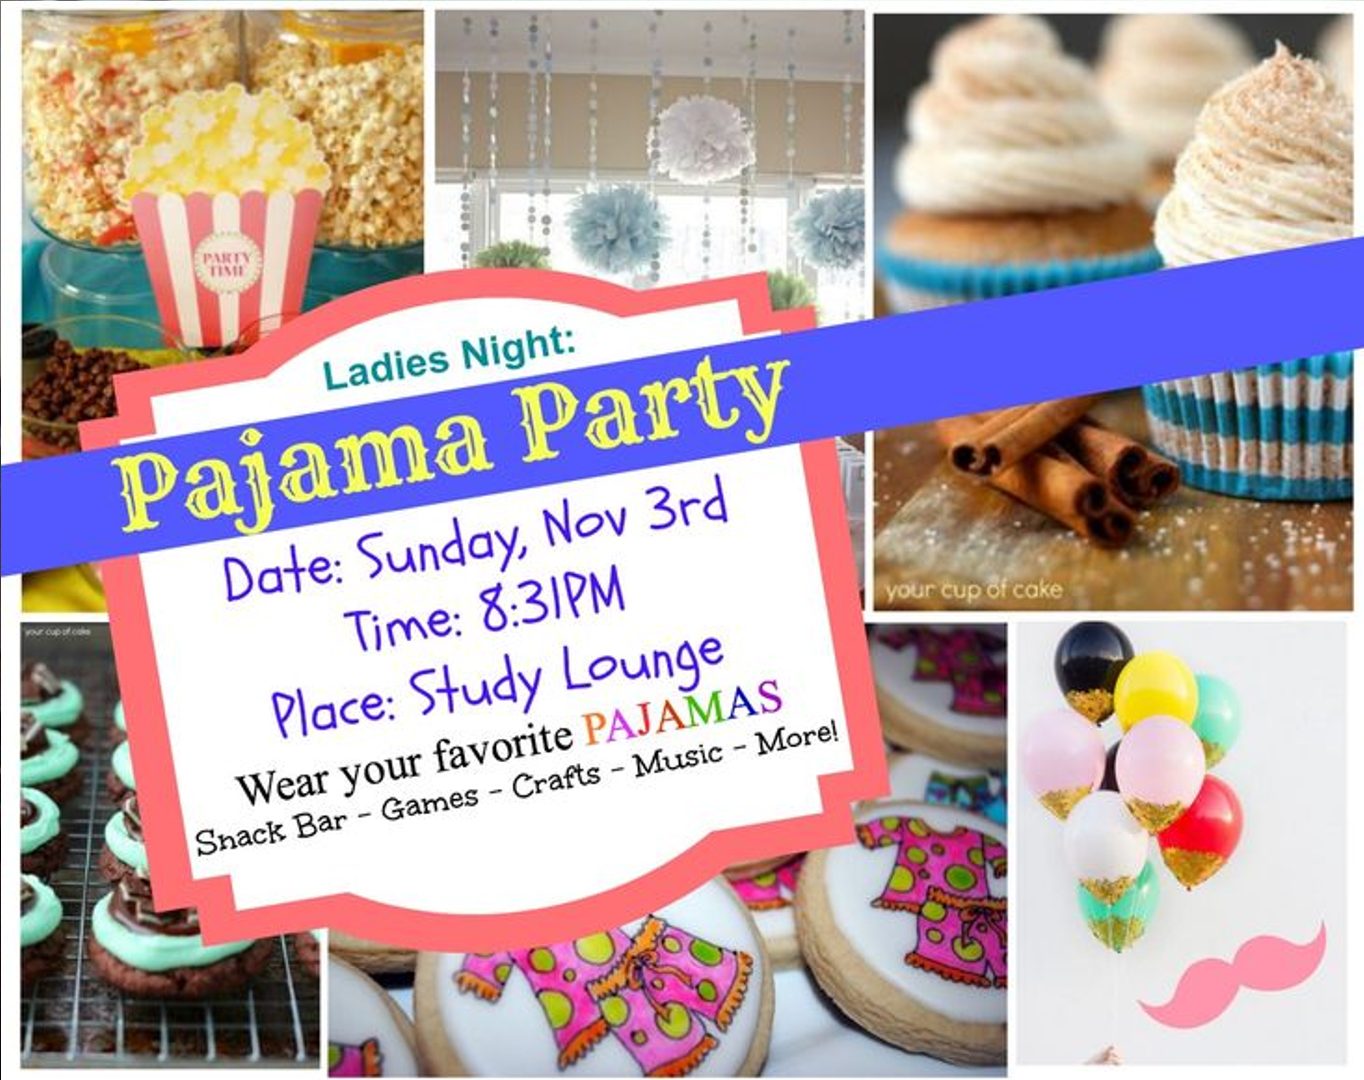 PARTY
TIME
your cup of cake
Ladies Night:
Pajama Party
Date: Sunday, Nov 3rd
Time: 8:31PM
Place: Study Lounge
Wear your favorite PAJAMAS
Snack Bar - Games - Crafts - Music - More!
your cup of cake